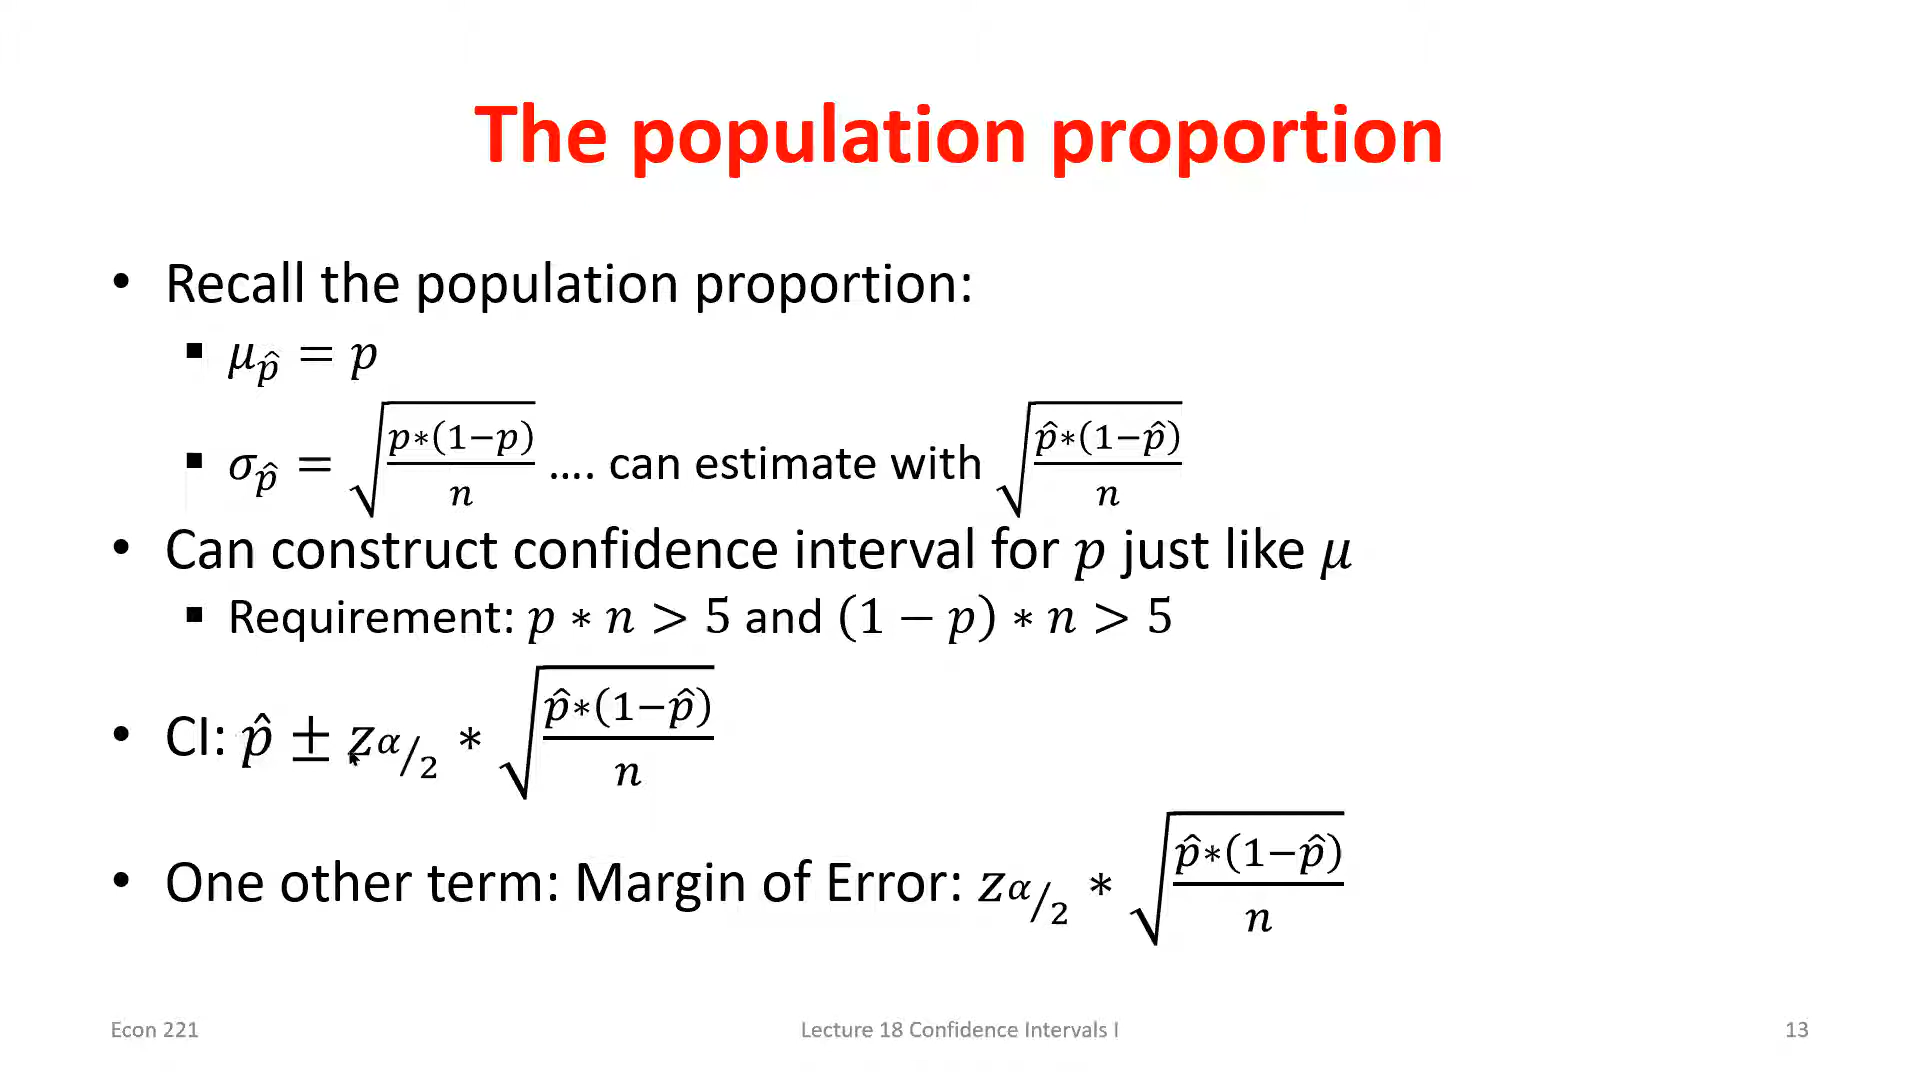 The population proportion
• Recall the population proportion:
▪ μ_p̂ = p
▪ σ_p̂ = √(p∗(1−p)/n) .... can estimate with √(p̂∗(1−p̂)/n)
• Can construct confidence interval for p just like μ
▪ Requirement: p ∗ n > 5 and (1 − p) ∗ n > 5
• CI: p̂ ± z_α/2 ∗ √(p̂∗(1−p̂)/n)
• One other term: Margin of Error: z_α/2 ∗ √(p̂∗(1−p̂)/n)
Econ 221
Lecture 18 Confidence Intervals I
13